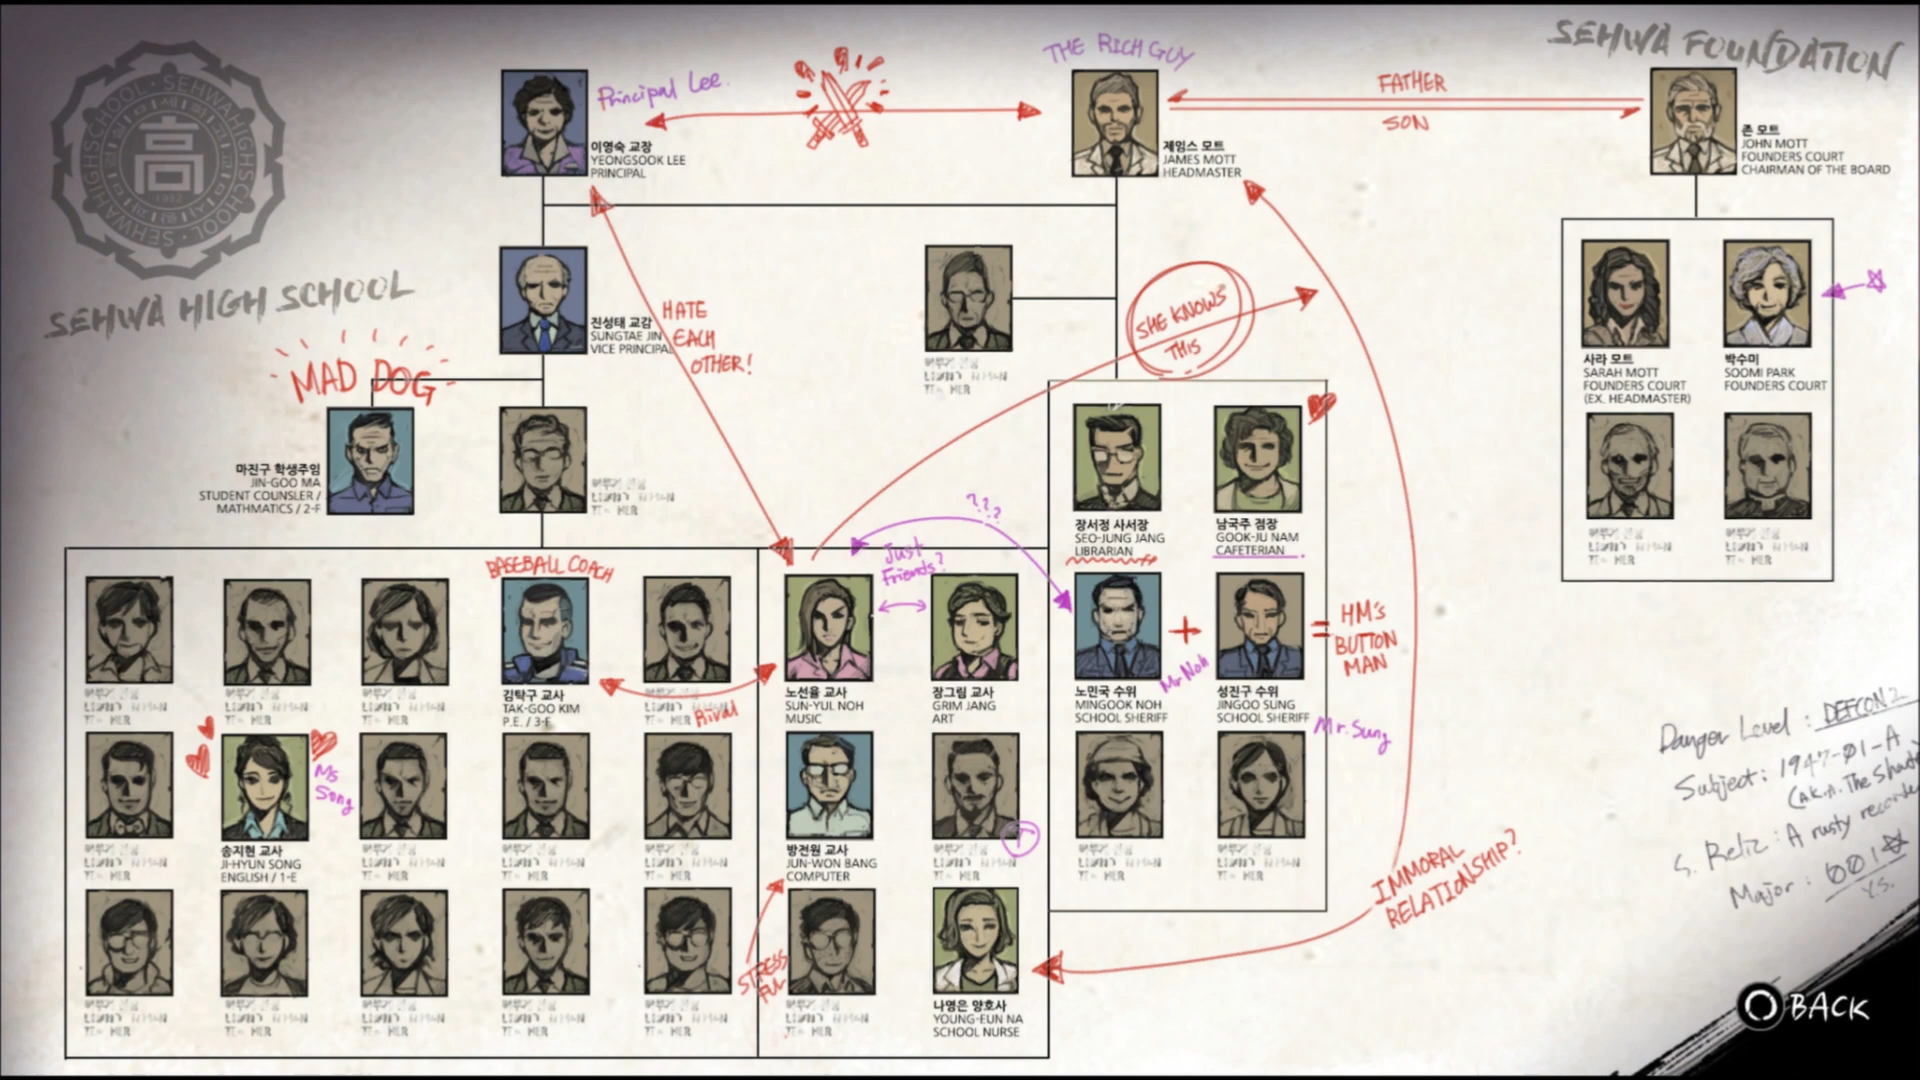 SEHWA HIGH SCHOOL
SEHWA FOUNDATION
SEHWAHIGHSCHOOL · SEHWAHIGHSCHOOL
高
1932
Principal Lee.
이영숙 교장
YEONGSOOK LEE
PRINCIPAL
THE RICH GUY
제임스 모트
JAMES MOTT
HEADMASTER
FATHER
SON
존 모트
JOHN MOTT
FOUNDERS COURT
CHAIRMAN OF THE BOARD
진성태 교감
SUNGTAE JIN
VICE PRINCIPAL
HATE
EACH
OTHER!
SHE KNOWS
THIS
사라 모트
SARAH MOTT
FOUNDERS COURT
(EX. HEADMASTER)
박수미
SOOMI PARK
FOUNDERS COURT
MAD DOG
마진구 학생주임
JIN-GOO MA
STUDENT COUNSLER /
MATHMATICS / 2-F
장서정 사서장
SEO-JUNG JANG
LIBRARIAN
남국주 점장
GOOK-JU NAM
CAFETERIAN
???
Just
Friends?
BASEBALL COACH
김탁구 교사
TAK-GOO KIM
P.E. / 3-F
Rival
노선율 교사
SUN-YUL NOH
MUSIC
장그림 교사
GRIM JANG
ART
노민국 수위
MINGOOK NOH
SCHOOL SHERIFF
Mr Noh
성진구 수위
JINGOO SUNG
SCHOOL SHERIFF
Mr. Sung
+
=
HM'S
BUTTON
MAN
Ms
Song
송지현 교사
JI-HYUN SONG
ENGLISH / 1-E
방전원 교사
JUN-WON BANG
COMPUTER
STRESS
FUL
나영은 양호사
YOUNG-EUN NA
SCHOOL NURSE
IMMORAL
RELATIONSHIP?
Danger Level : DEFCON 2
Subject : 1947-01-A
(A.K.A. The
S. Relic : A rusty
Major : 001
Y.S.
BACK